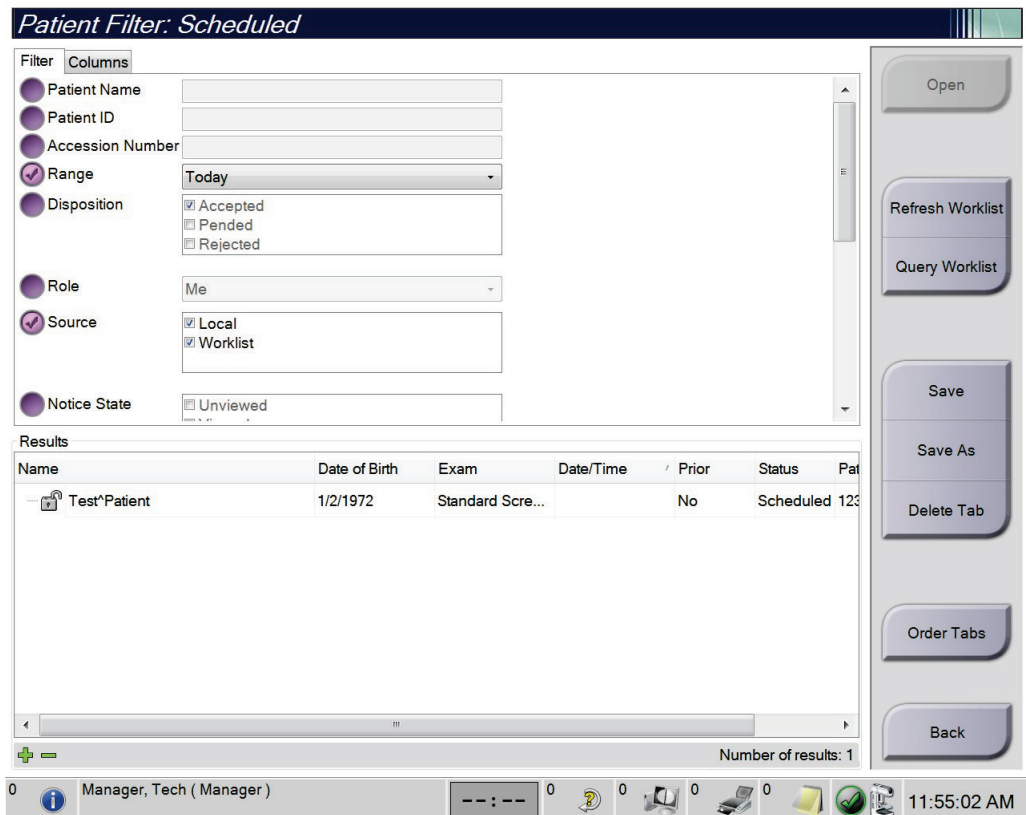 Patient Filter: Scheduled
Filter Columns
Patient Name
Patient ID
Accession Number
Range Today
Disposition Accepted
Pended
Rejected
Role Me
Source Local
Worklist
Notice State Unviewed
Open
Refresh Worklist
Query Worklist
Save
Save As
Delete Tab
Order Tabs
Back
Results
Name Date of Birth Exam Date/Time Prior Status Pat
Test^Patient 1/2/1972 Standard Scre... No Scheduled 123
Number of results: 1
0 Manager, Tech ( Manager ) --:-- 0 0 0 0 11:55:02 AM